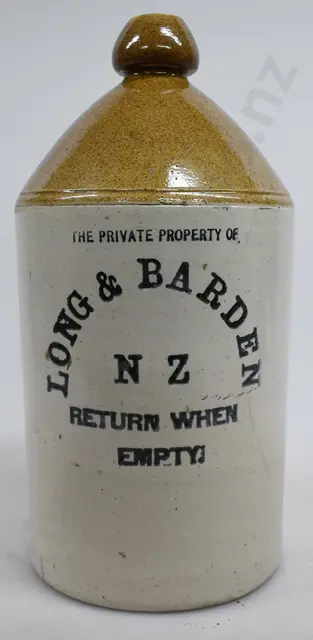 THE PRIVATE PROPERTY OF
LONG & BARDEN
N Z
RETURN WHEN
EMPTY!